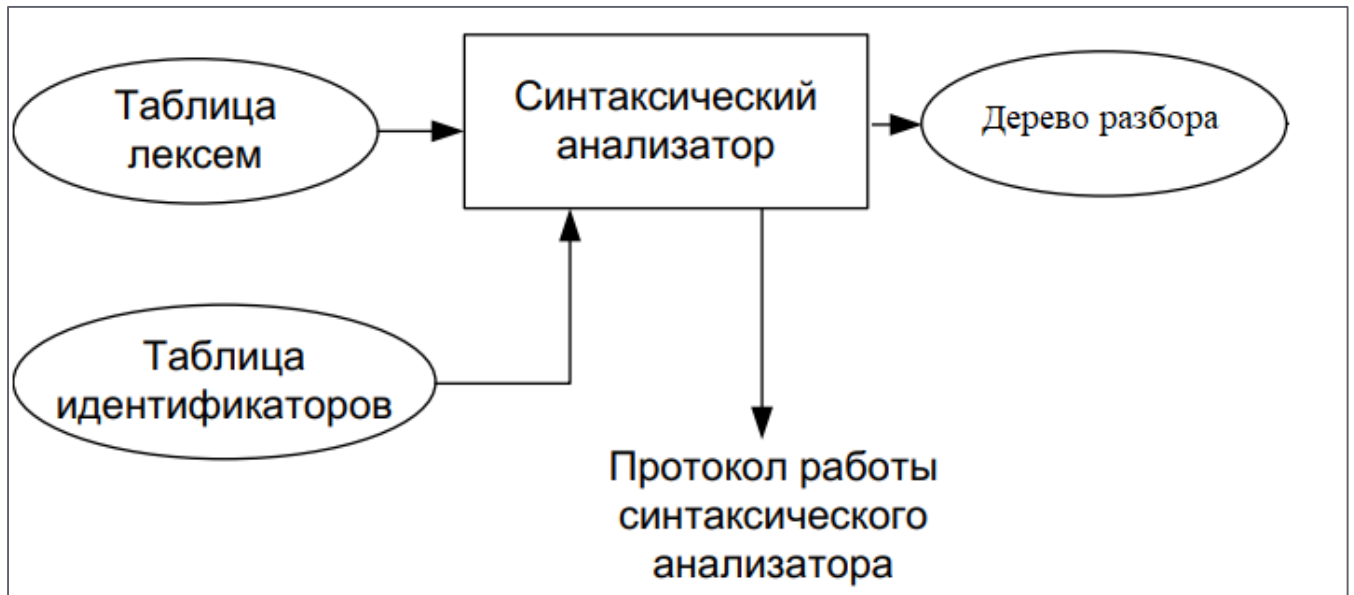 Таблица
лексем
Синтаксический
анализатор
Дерево разбора
Таблица
идентификаторов
Протокол работы
синтаксического
анализатора